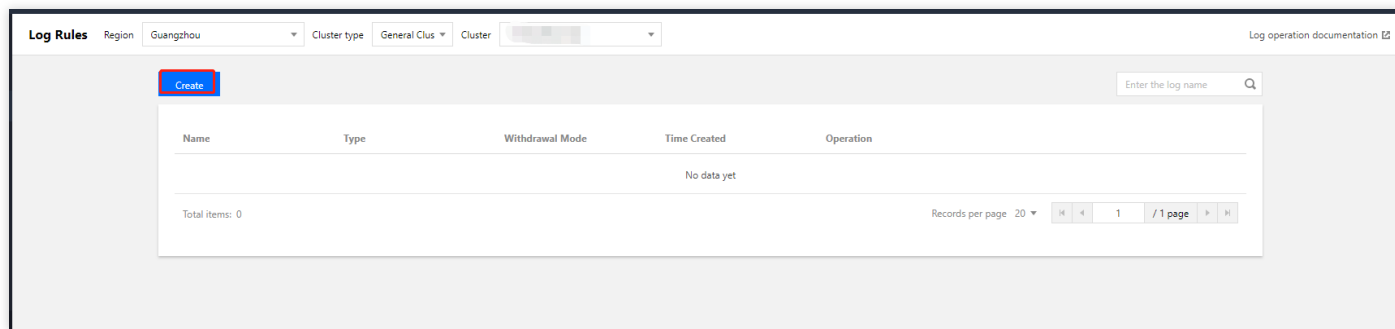 Log Rules Region Guangzhou Cluster type General Clus Cluster Log operation documentation
Create Enter the log name
Name Type Withdrawal Mode Time Created Operation
No data yet
Total items: 0 Records per page 20 1 / 1 page